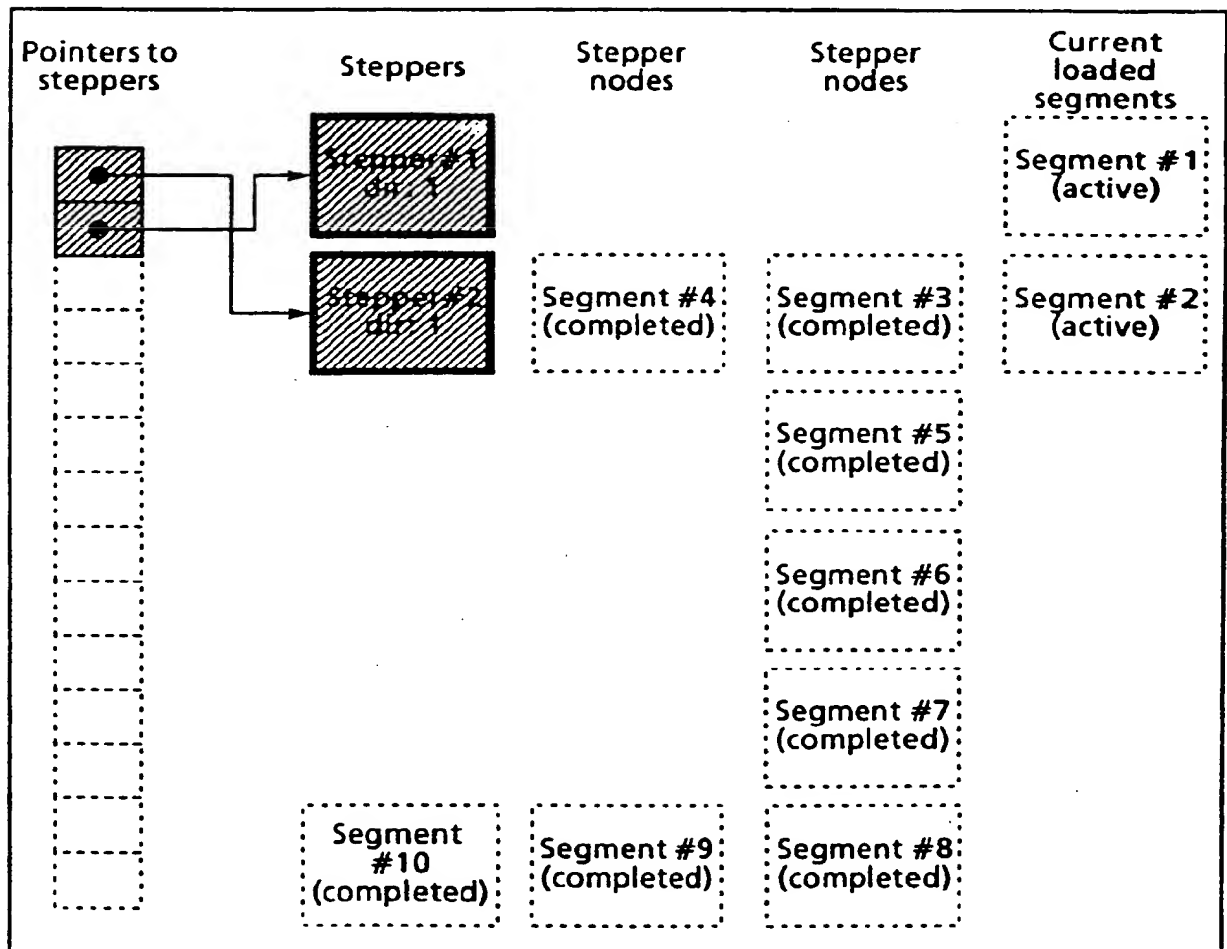 Pointers to
steppers
Steppers
Stepper
nodes
Stepper
nodes
Current
loaded
segments
Stepper#1
dir: 1
Segment #1
(active)
Stepper#2
dir: 1
Segment #4
(completed)
Segment #3
(completed)
Segment #2
(active)
Segment #5
(completed)
Segment #6
(completed)
Segment #7
(completed)
Segment
#10
(completed)
Segment #9
(completed)
Segment #8
(completed)